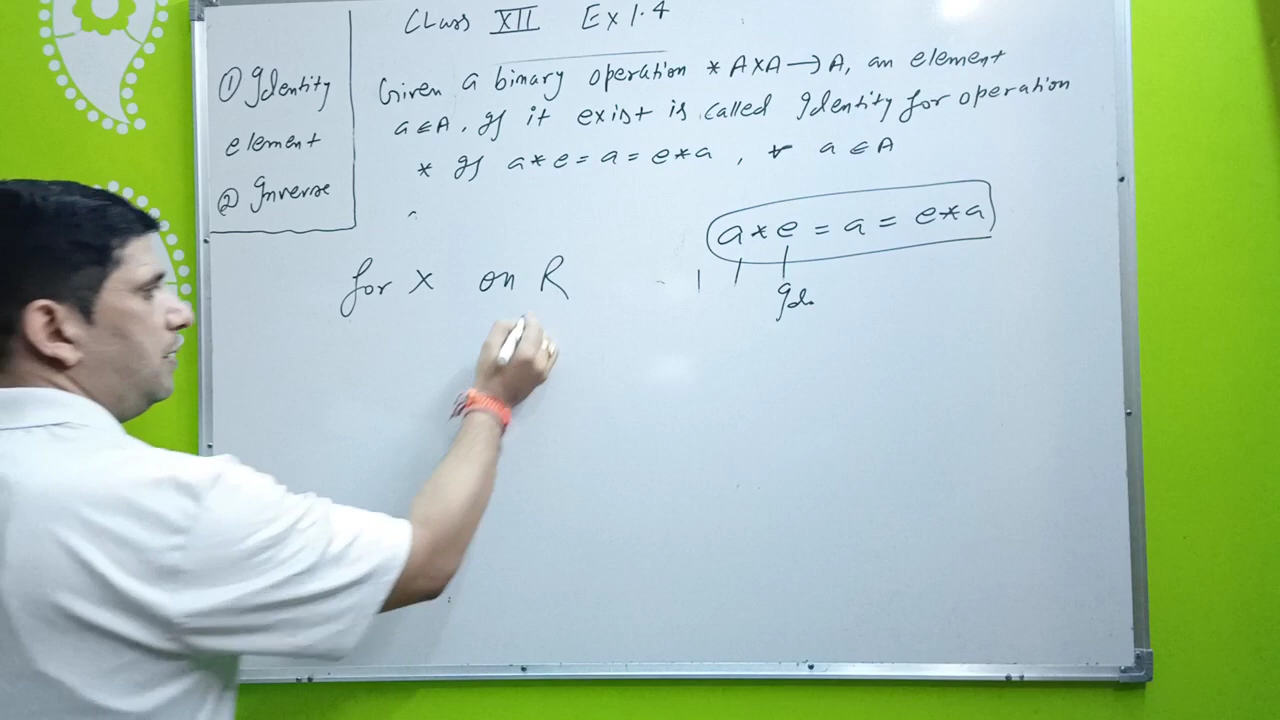 Class XII Ex 1.4
① Identity
element
② Inverse
Given a binary operation * A×A→A, an element
a ∈ A, If it exist is called Identity for operation
* If a*e = a = e*a, ∀ a ∈ A
a*e = a = e*a
Ide
for X on R